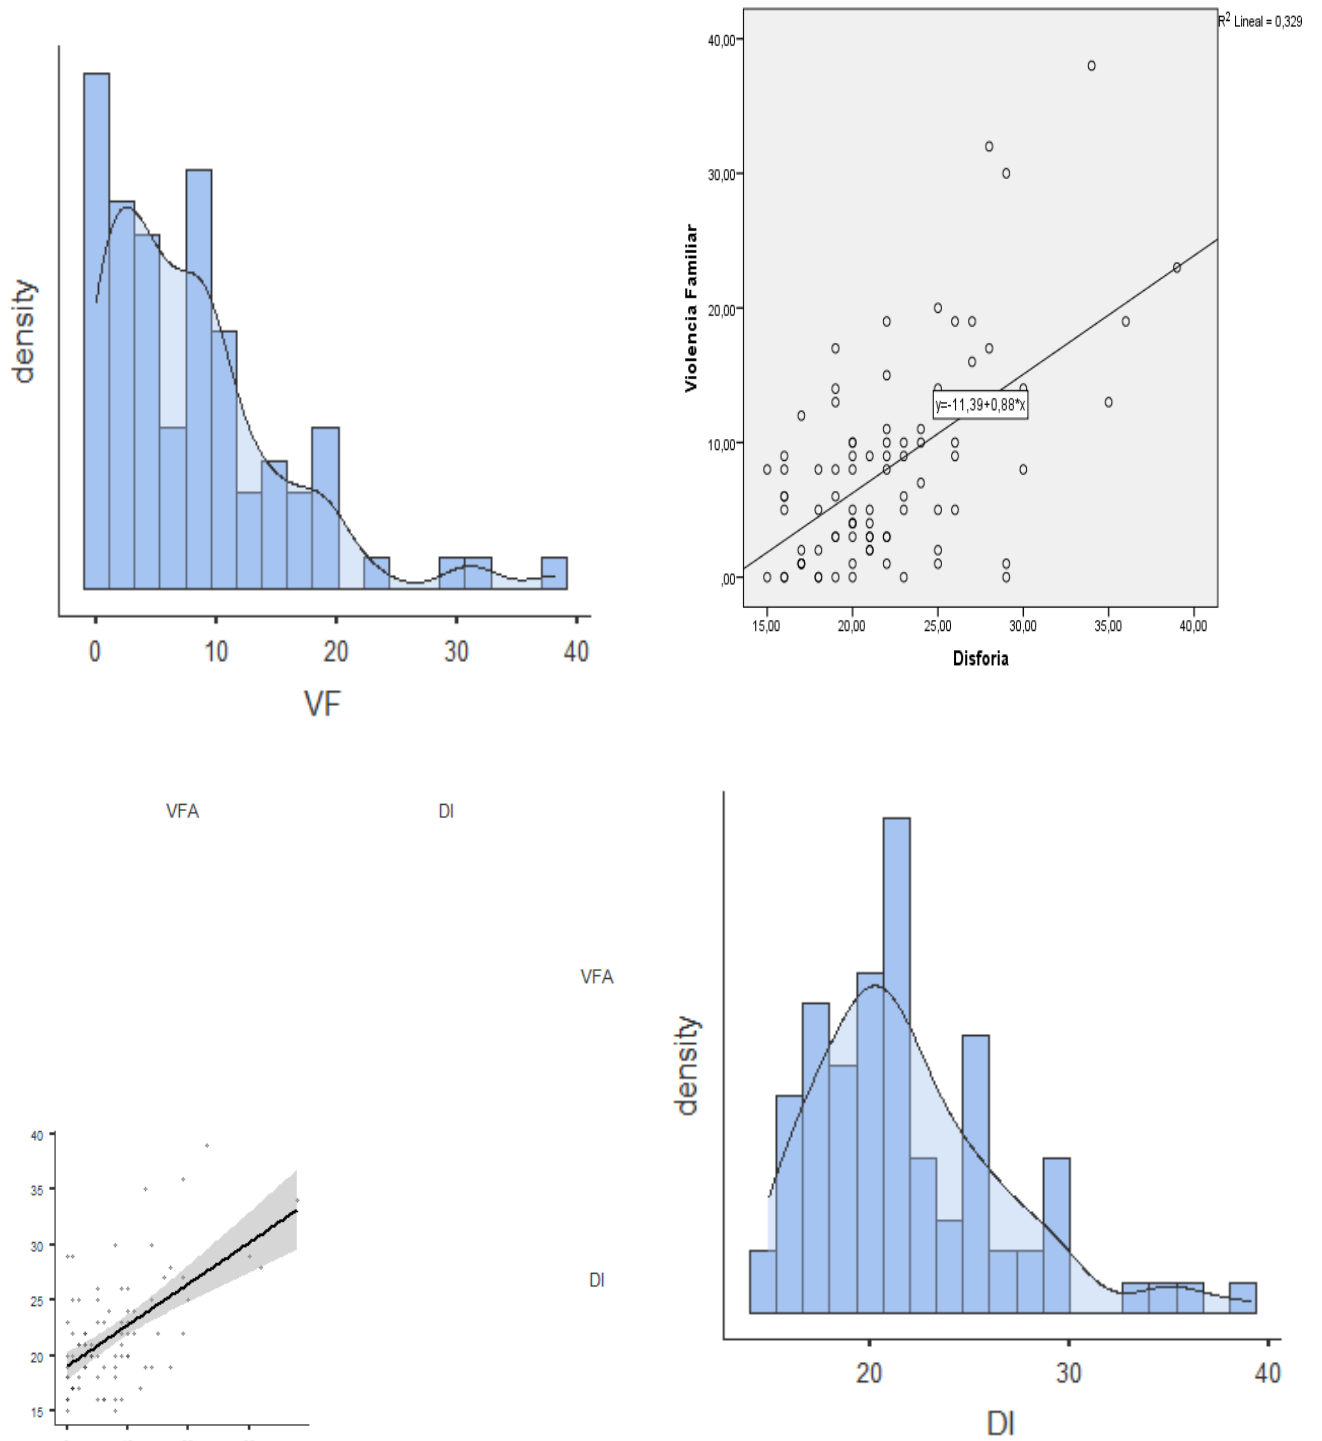 density
0 10 20 30 40
VF
R² Lineal = 0,329
Violencia Familiar
40,00
30,00
20,00
10,00
,00
y=-11,39+0,88*x
15,00 20,00 25,00 30,00 35,00 40,00
Disforia
VFA DI
VFA
DI
40
35
30
25
20
15
density
20 30 40
DI